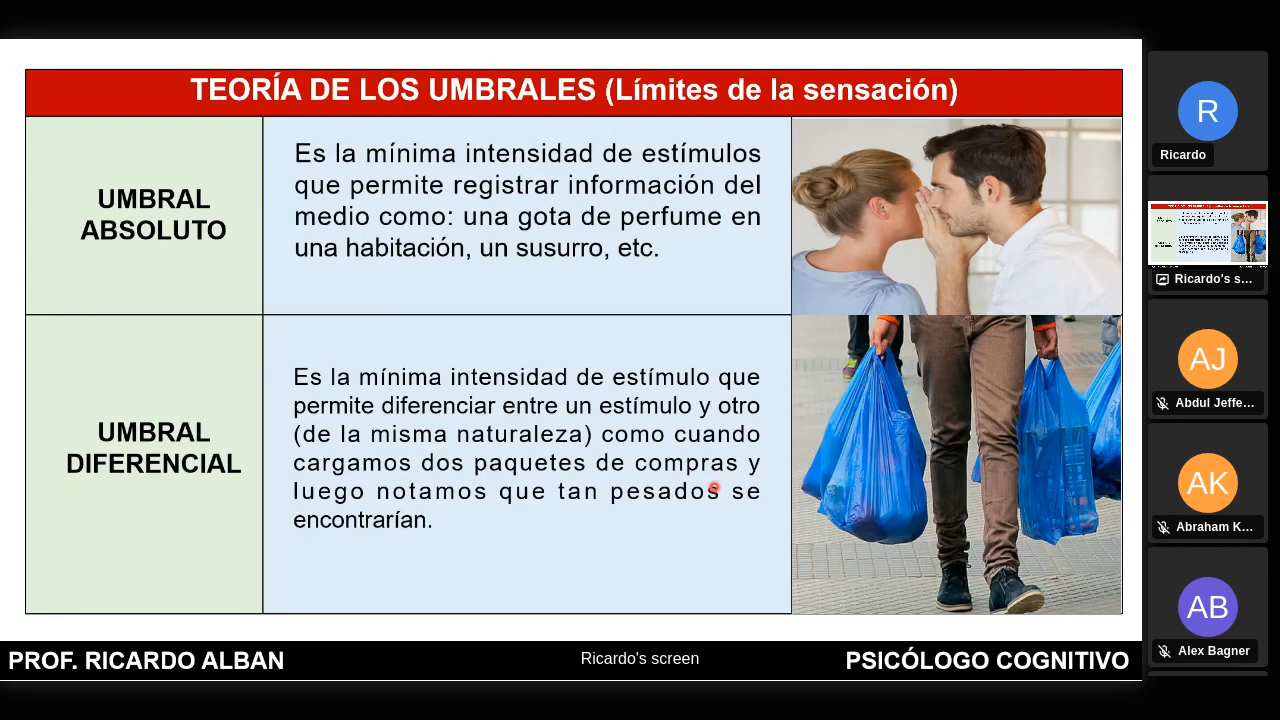 TEORÍA DE LOS UMBRALES (Límites de la sensación)
UMBRAL
ABSOLUTO
Es la mínima intensidad de estímulos
que permite registrar información del
medio como: una gota de perfume en
una habitación, un susurro, etc.
UMBRAL
DIFERENCIAL
Es la mínima intensidad de estímulo que
permite diferenciar entre un estímulo y otro
(de la misma naturaleza) como cuando
cargamos dos paquetes de compras y
luego notamos que tan pesados se
encontrarían.
PROF. RICARDO ALBAN
Ricardo's screen
PSICÓLOGO COGNITIVO
R
Ricardo
Ricardo's s...
AJ
Abdul Jeffe...
AK
Abraham K...
AB
Alex Bagner